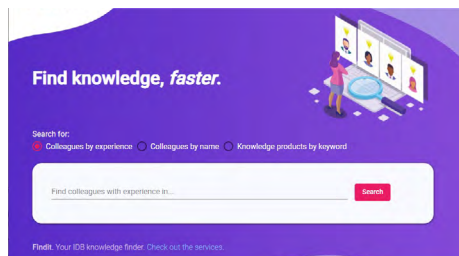 Find knowledge, faster.
Search for:
Colleagues by experience Colleagues by name Knowledge products by keyword
Find colleagues with experience in...
Search
Findit. Your IDB knowledge finder. Check out the services.